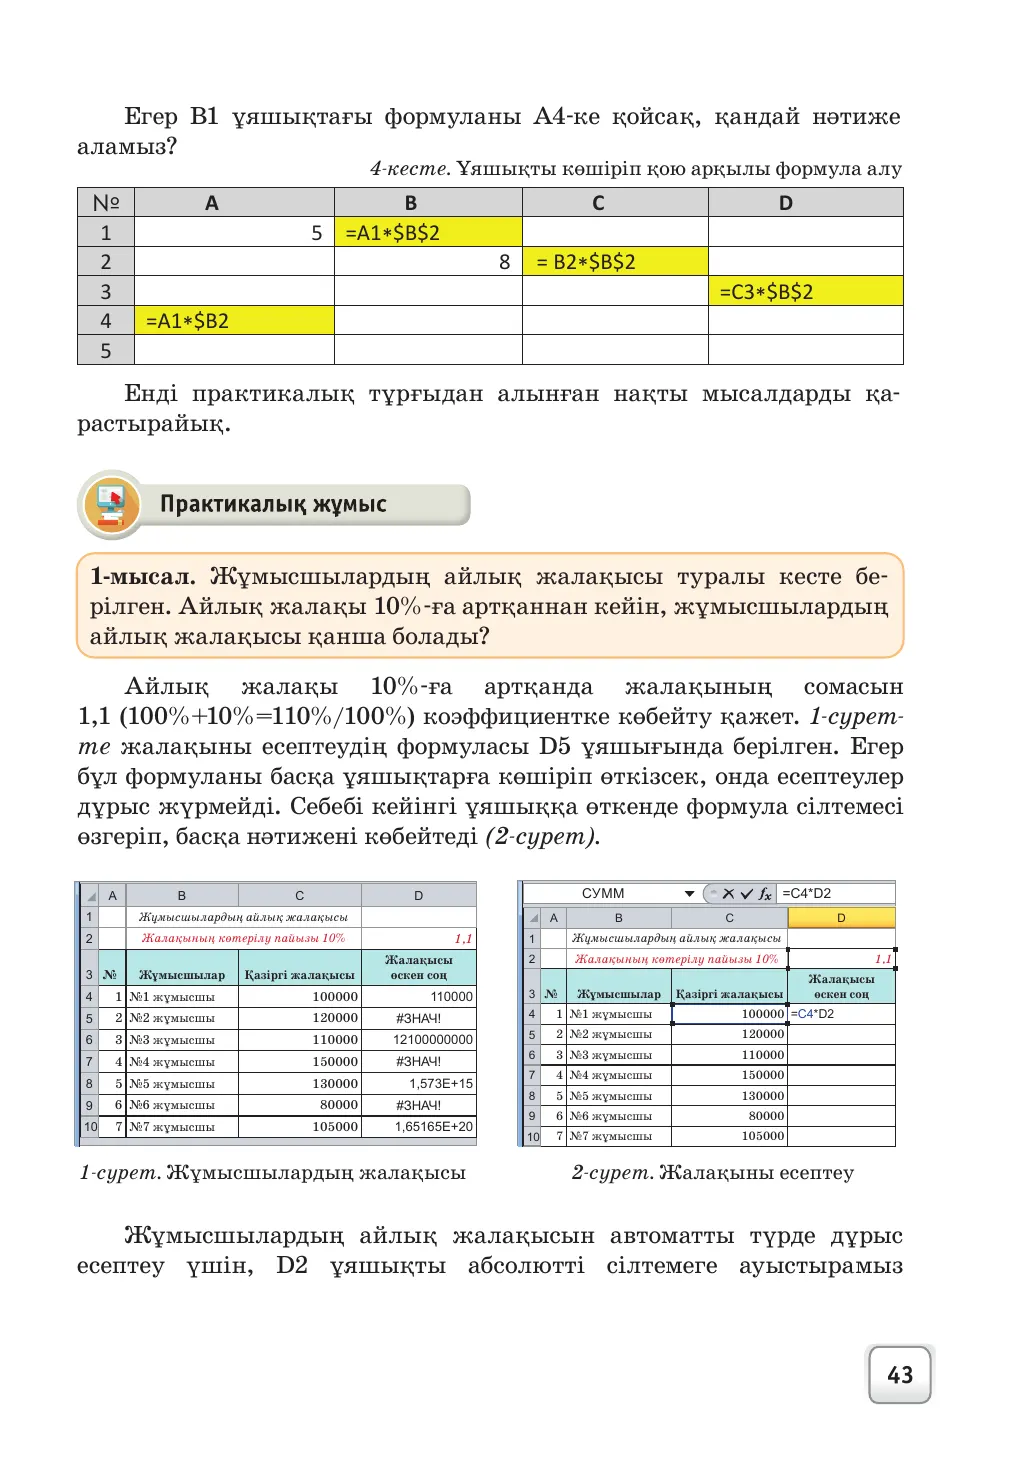 Егер B1 ұяшықтағы формуланы A4-ке қойсақ, қандай нәтиже
аламыз?
4-кесте. Ұяшықты көшіріп қою арқылы формула алу
№ A B C D
1 5 =A1*$B$2
2 8 = B2*$B$2
3 =C3*$B$2
4 =A1*$B2
5
Енді практикалық тұрғыдан алынған нақты мысалдарды қа-
растырайық.
Практикалық жұмыс
1-мысал. Жұмысшылардың айлық жалақысы туралы кесте бе-
рілген. Айлық жалақы 10%-ға артқаннан кейін, жұмысшылардың
айлық жалақысы қанша болады?
Айлық жалақы 10%-ға артқанда жалақының сомасын
1,1 (100%+10%=110%/100%) коэффициентке көбейту қажет. 1-сурет-
те жалақыны есептеудің формуласы D5 ұяшығында берілген. Егер
бұл формуланы басқа ұяшықтарға көшіріп өткізсек, онда есептеулер
дұрыс жүрмейді. Себебі кейінгі ұяшыққа өткенде формула сілтемесі
өзгеріп, басқа нәтижені көбейтеді (2-сурет).
A B C D
1 Жұмысшылардың айлық жалақысы
2 Жалақының көтерілу пайызы 10% 1,1
3 № Жұмысшылар Қазіргі жалақысы Жалақысы
өскен соң
4 1 №1 жұмысшы 100000 110000
5 2 №2 жұмысшы 120000 #ЗНАЧ!
6 3 №3 жұмысшы 110000 12100000000
7 4 №4 жұмысшы 150000 #ЗНАЧ!
8 5 №5 жұмысшы 130000 1,573E+15
9 6 №6 жұмысшы 80000 #ЗНАЧ!
10 7 №7 жұмысшы 105000 1,65165E+20
1-сурет. Жұмысшылардың жалақысы
СУММ fx =C4*D2
A B C D
1 Жұмысшылардың айлық жалақысы
2 Жалақының көтерілу пайызы 10% 1,1
3 № Жұмысшылар Қазіргі жалақысы Жалақысы
өскен соң
4 1 №1 жұмысшы 100000 =C4*D2
5 2 №2 жұмысшы 120000
6 3 №3 жұмысшы 110000
7 4 №4 жұмысшы 150000
8 5 №5 жұмысшы 130000
9 6 №6 жұмысшы 80000
10 7 №7 жұмысшы 105000
2-сурет. Жалақыны есептеу
Жұмысшылардың айлық жалақысын автоматты түрде дұрыс
есептеу үшін, D2 ұяшықты абсолютті сілтемеге ауыстырамыз
43